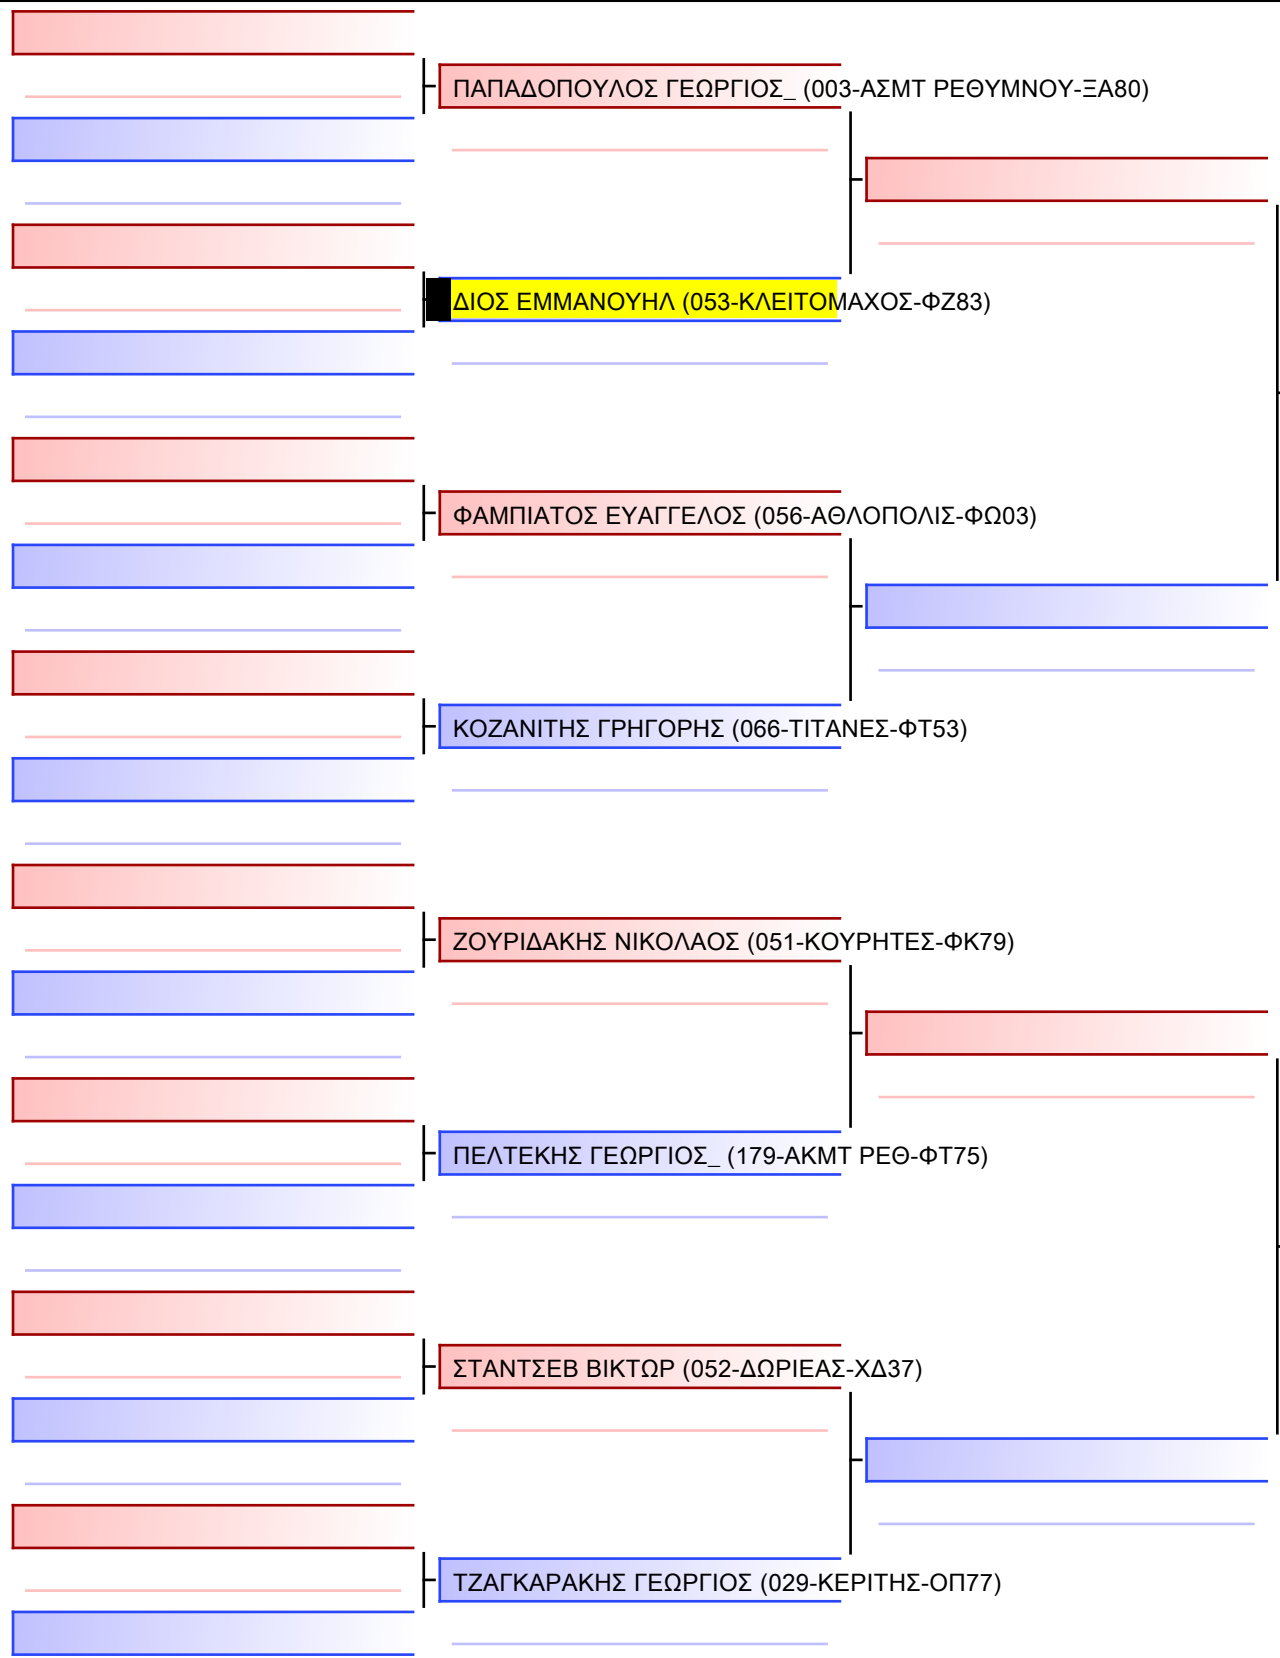 ΠΑΠΑΔΟΠΟΥΛΟΣ ΓΕΩΡΓΙΟΣ_ (003-ΑΣΜΤ ΡΕΘΥΜΝΟΥ-ΞΑ80)
ΔΙΟΣ ΕΜΜΑΝΟΥΗΛ (053-ΚΛΕΙΤΟΜΑΧΟΣ-ΦΖ83)
ΦΑΜΠΙΑΤΟΣ ΕΥΑΓΓΕΛΟΣ (056-ΑΘΛΟΠΟΛΙΣ-ΦΩ03)
ΚΟΖΑΝΙΤΗΣ ΓΡΗΓΟΡΗΣ (066-ΤΙΤΑΝΕΣ-ΦΤ53)
ΖΟΥΡΙΔΑΚΗΣ ΝΙΚΟΛΑΟΣ (051-ΚΟΥΡΗΤΕΣ-ΦΚ79)
ΠΕΛΤΕΚΗΣ ΓΕΩΡΓΙΟΣ_ (179-ΑΚΜΤ ΡΕΘ-ΦΤ75)
ΣΤΑΝΤΣΕΒ ΒΙΚΤΩΡ (052-ΔΩΡΙΕΑΣ-ΧΔ37)
ΤΖΑΓΚΑΡΑΚΗΣ ΓΕΩΡΓΙΟΣ (029-ΚΕΡΙΤΗΣ-ΟΠ77)